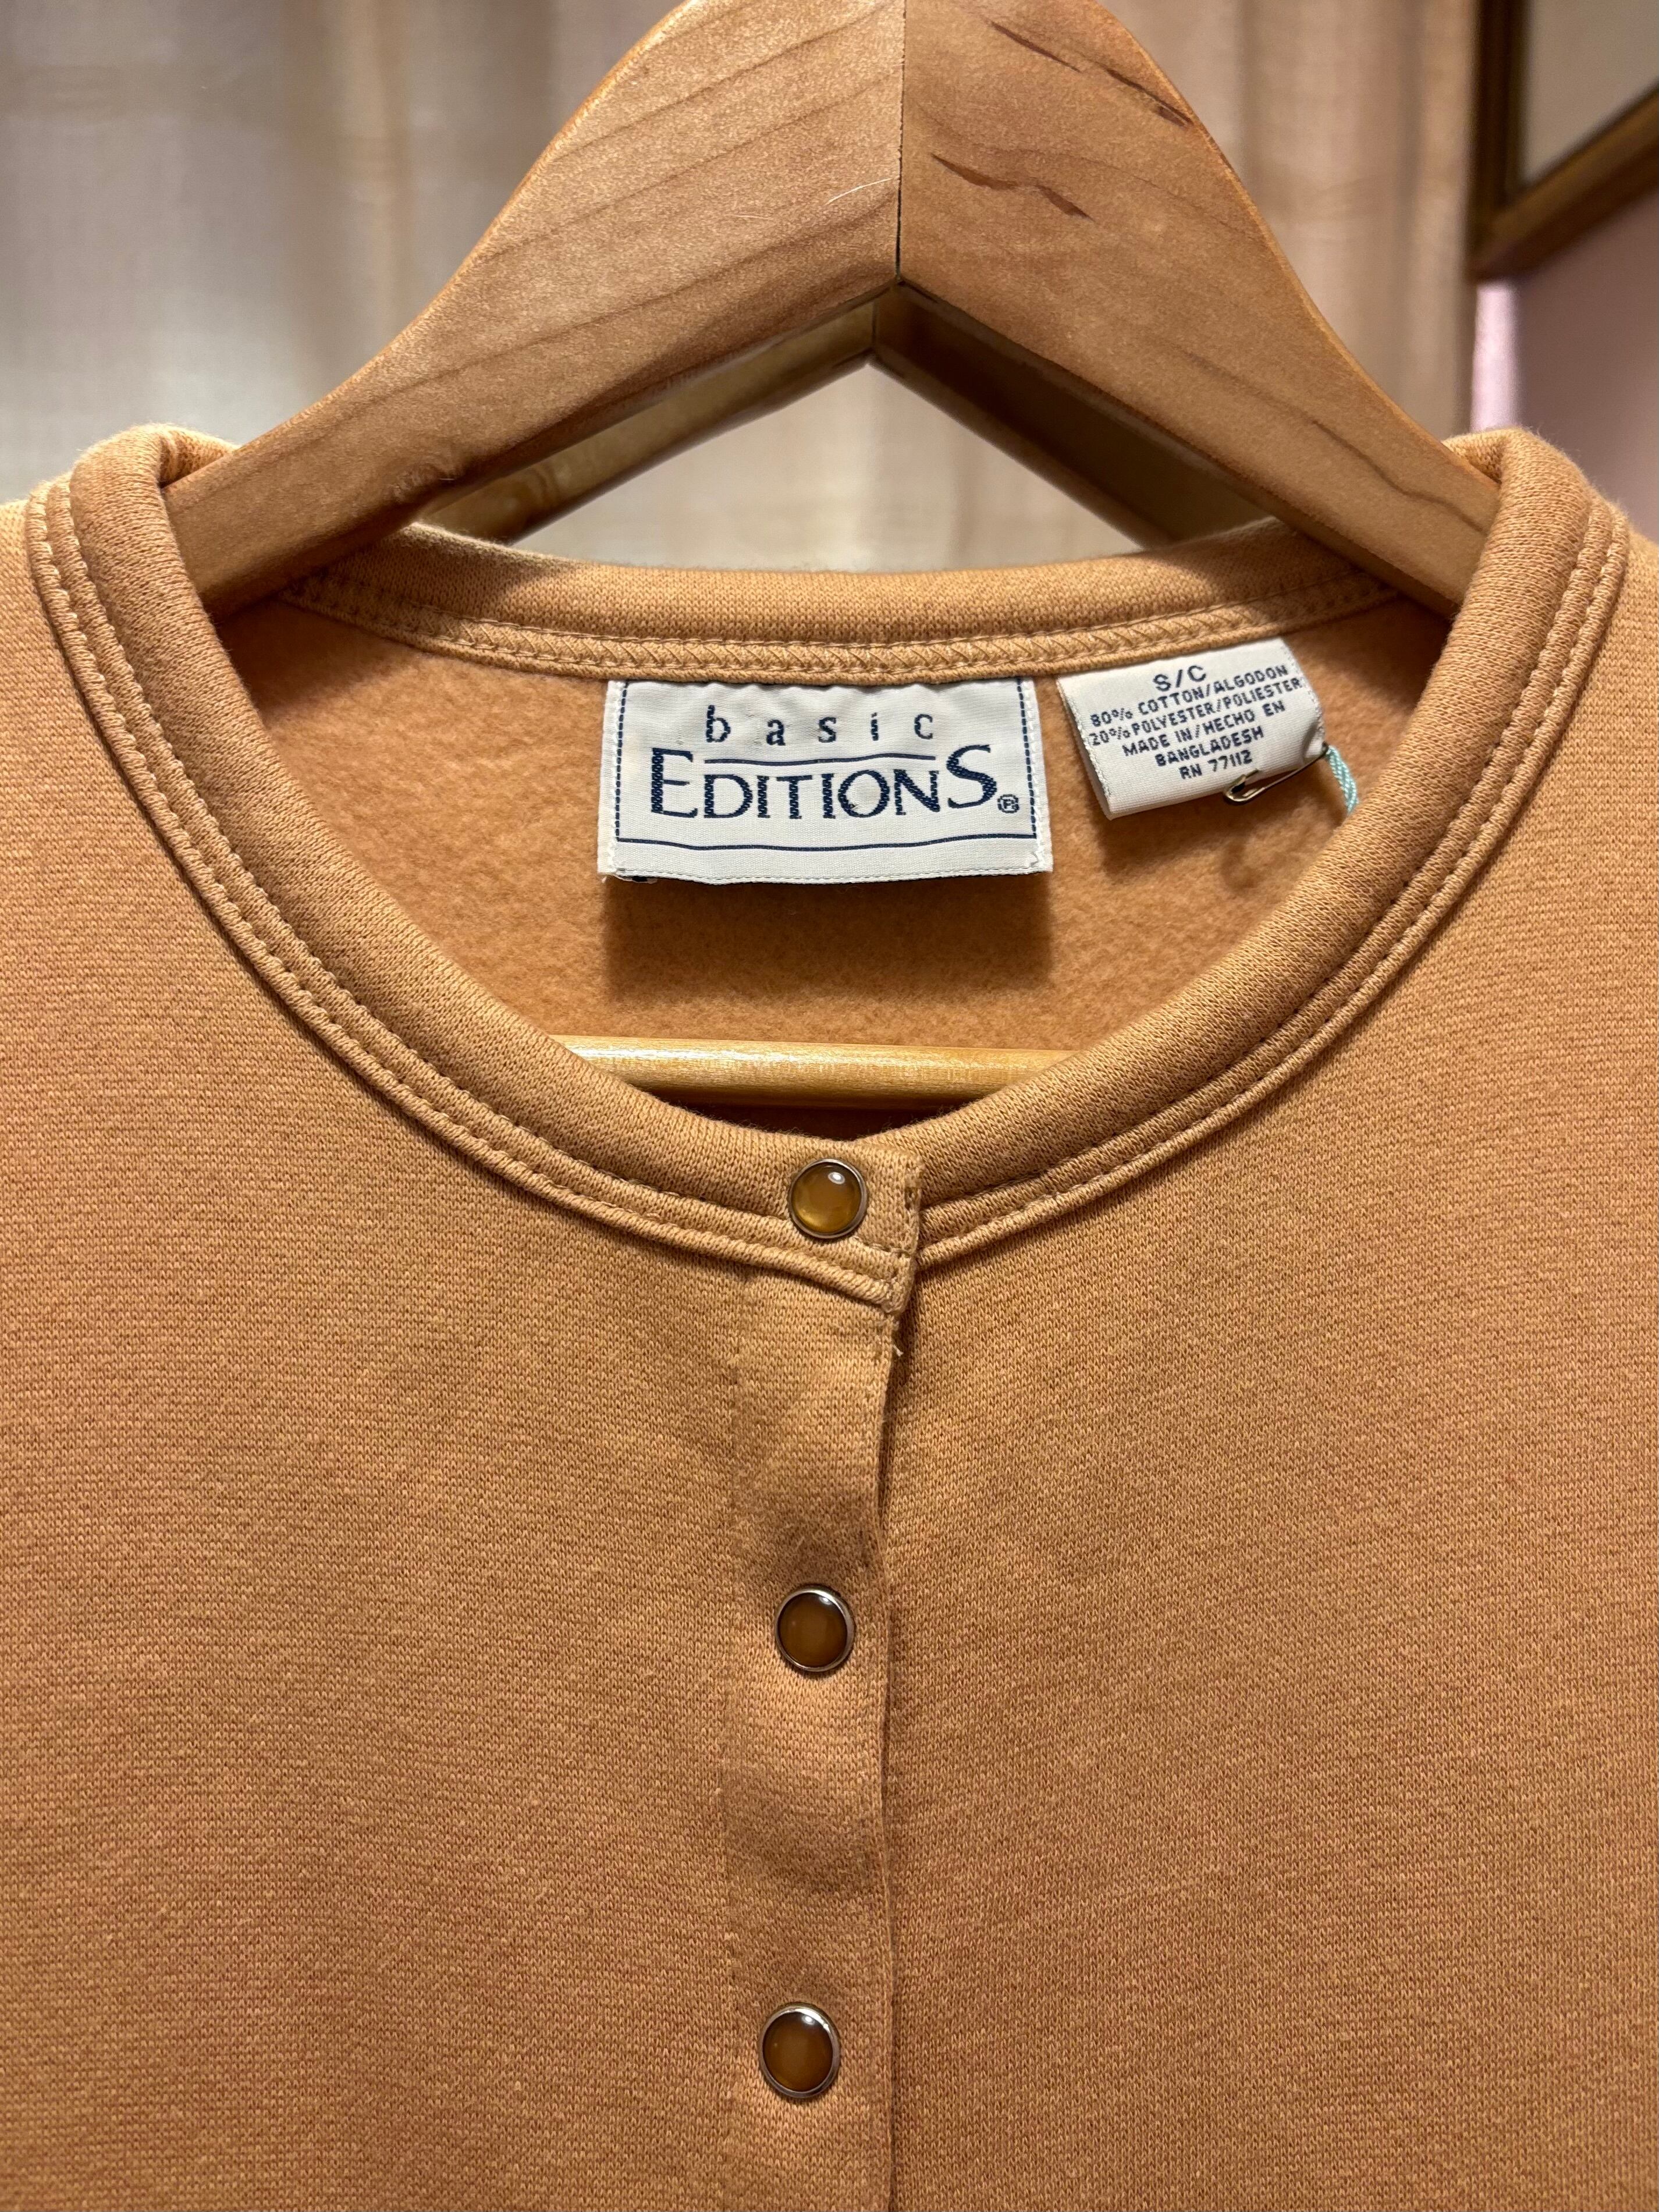 basic
EDITIONS®
S/C
80% COTTON/ALGODON
20% POLYESTER/POLIESTER
MADE IN/HECHO EN
BANGLADESH
RN 77112